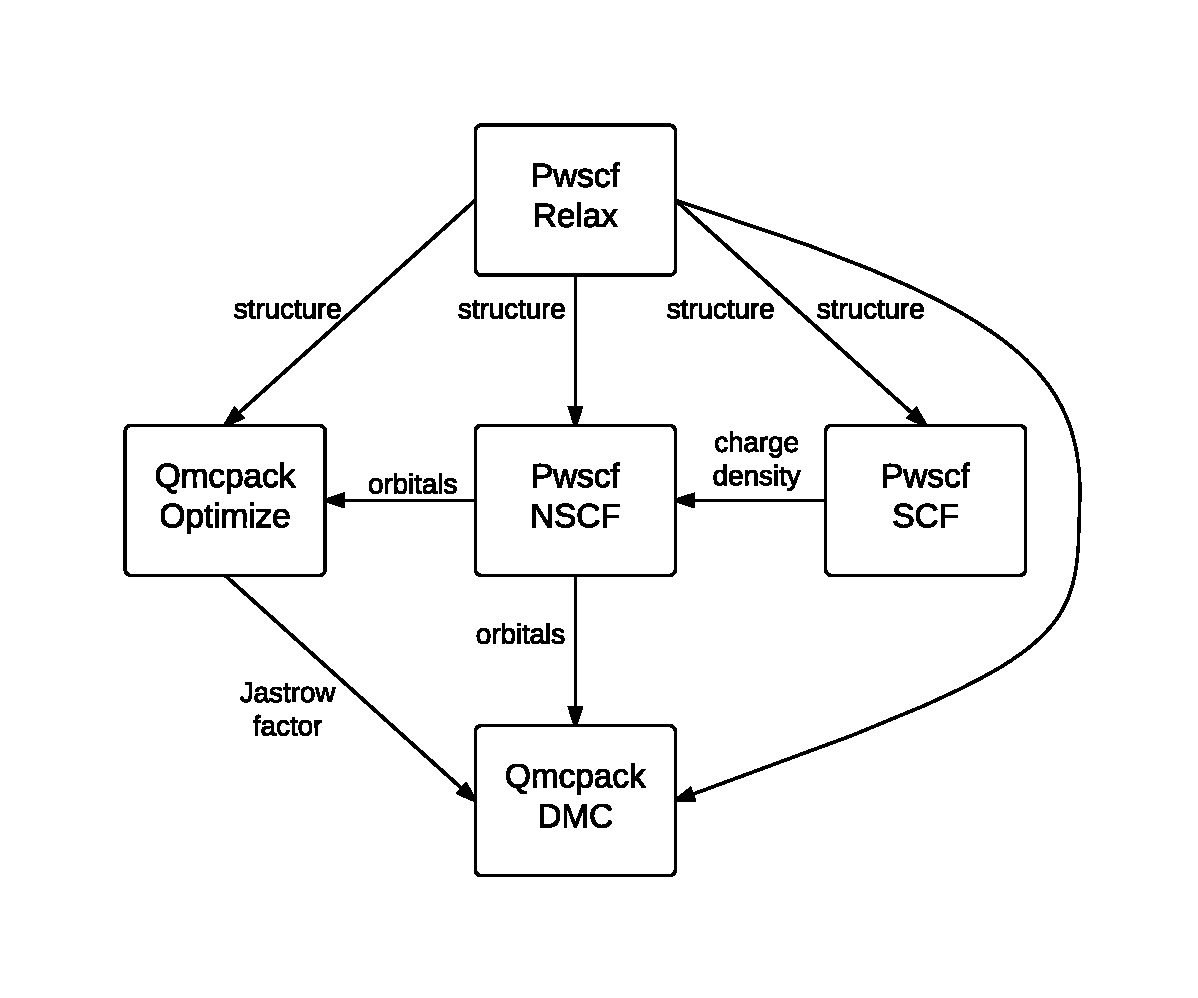 Pwscf
Relax
structure
structure
structure
structure
Qmcpack
Optimize
orbitals
Pwscf
NSCF
charge
density
Pwscf
SCF
orbitals
Jastrow
factor
Qmcpack
DMC